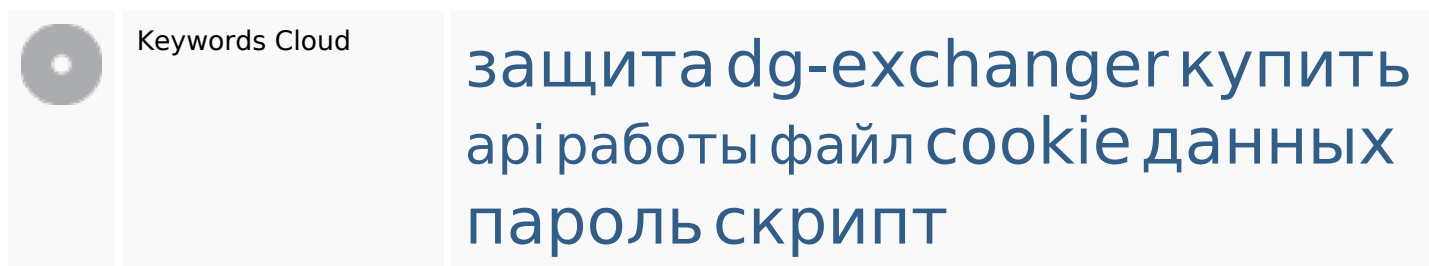 Keywords Cloud
защита dg-exchanger купить
api работы файл cookie данных
пароль скрипт